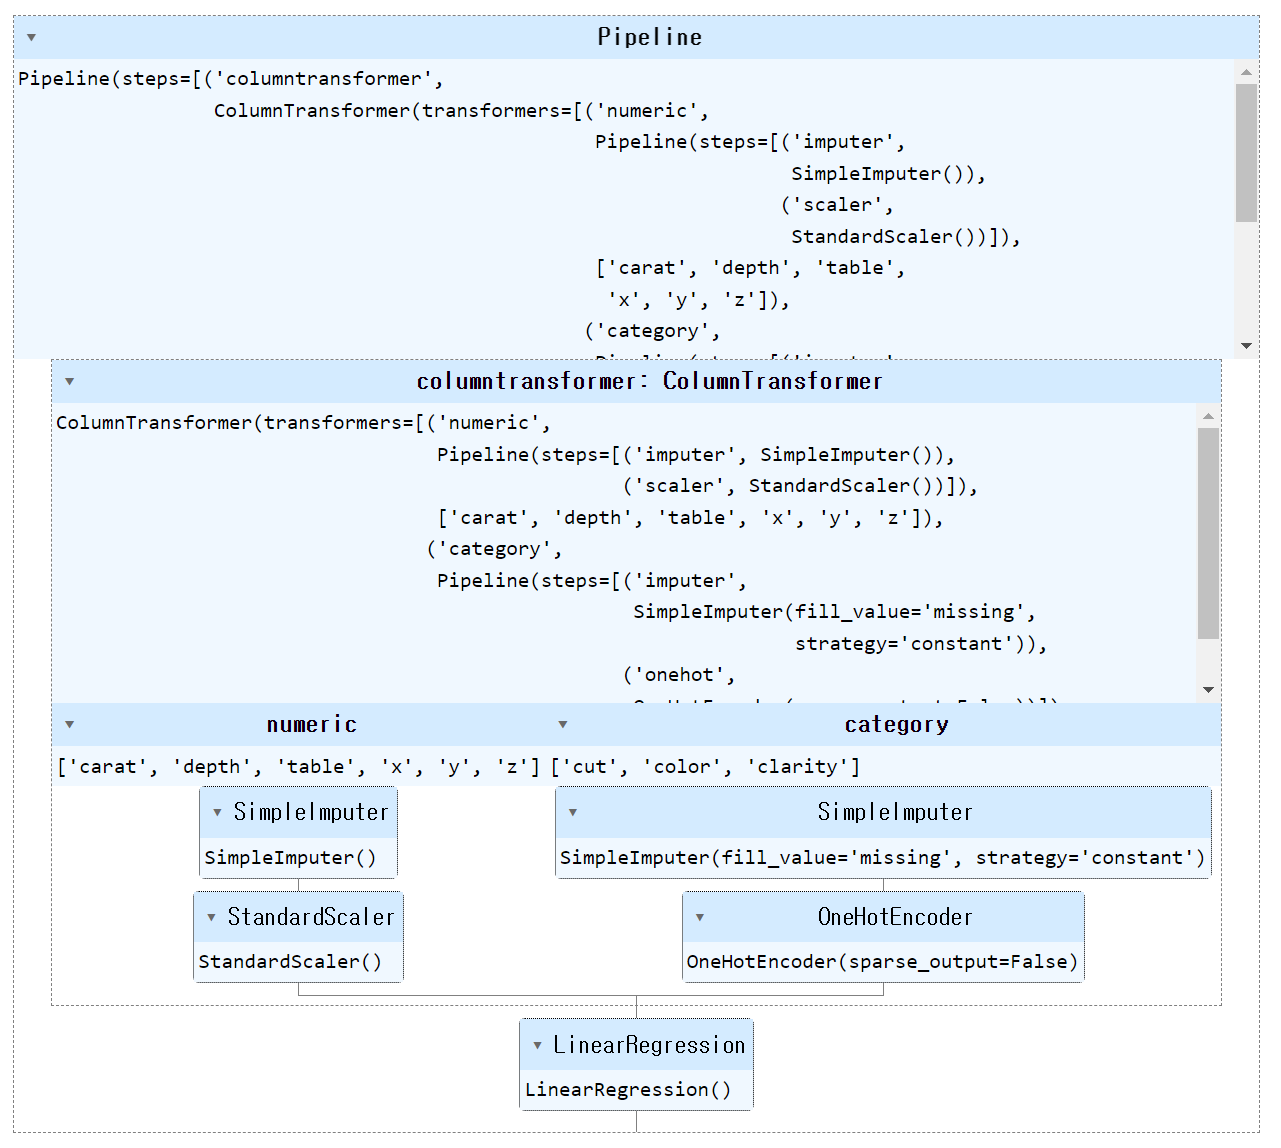 Pipeline
Pipeline(steps=[('columntransformer',
ColumnTransformer(transformers=[('numeric',
Pipeline(steps=[('imputer',
SimpleImputer()),
('scaler',
StandardScaler())]),
['carat', 'depth', 'table',
'x', 'y', 'z']),
('category',
columntransformer: ColumnTransformer
ColumnTransformer(transformers=[('numeric',
Pipeline(steps=[('imputer', SimpleImputer()),
('scaler', StandardScaler())]),
['carat', 'depth', 'table', 'x', 'y', 'z']),
('category',
Pipeline(steps=[('imputer',
SimpleImputer(fill_value='missing',
strategy='constant')),
('onehot',
numeric
category
['carat', 'depth', 'table', 'x', 'y', 'z']
['cut', 'color', 'clarity']
SimpleImputer
SimpleImputer
SimpleImputer()
SimpleImputer(fill_value='missing', strategy='constant')
StandardScaler
OneHotEncoder
StandardScaler()
OneHotEncoder(sparse_output=False)
LinearRegression
LinearRegression()